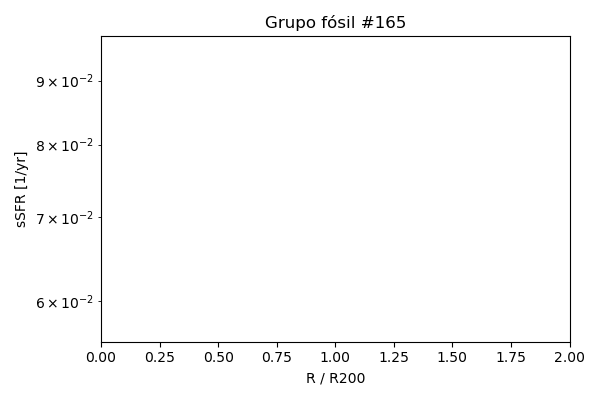 Grupo fósil #165
sSFR [1/yr]
9 × 10⁻²
8 × 10⁻²
7 × 10⁻²
6 × 10⁻²
0.00 0.25 0.50 0.75 1.00 1.25 1.50 1.75 2.00
R / R200